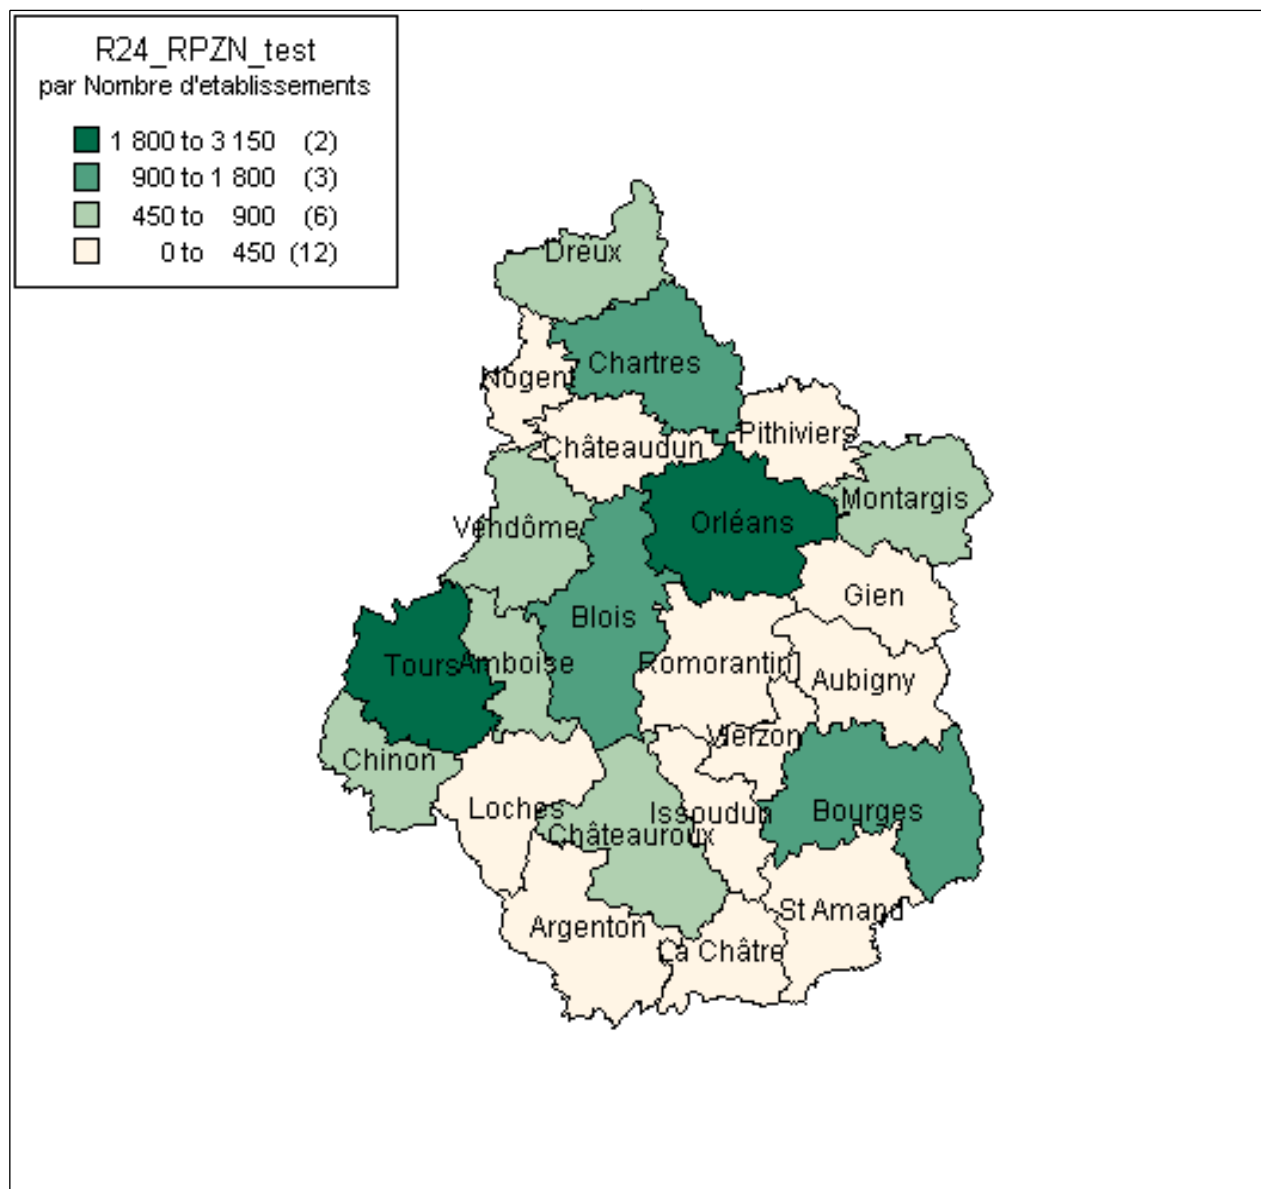 R24_RPZN_test
par Nombre d'etablissements
1 800 to 3 150 (2)
900 to 1 800 (3)
450 to 900 (6)
0 to 450 (12)
Dreux
Chartres
Nogent
Pithiviers
Châteaudun
Montargis
Orléans
Vendôme
Gien
Blois
Tours
Amboise
Romorantin]
Aubigny
Vierzon
Chinon
Loches
Issoudun
Bourges
Châteauroux
St Amand
Argenton
La Châtre